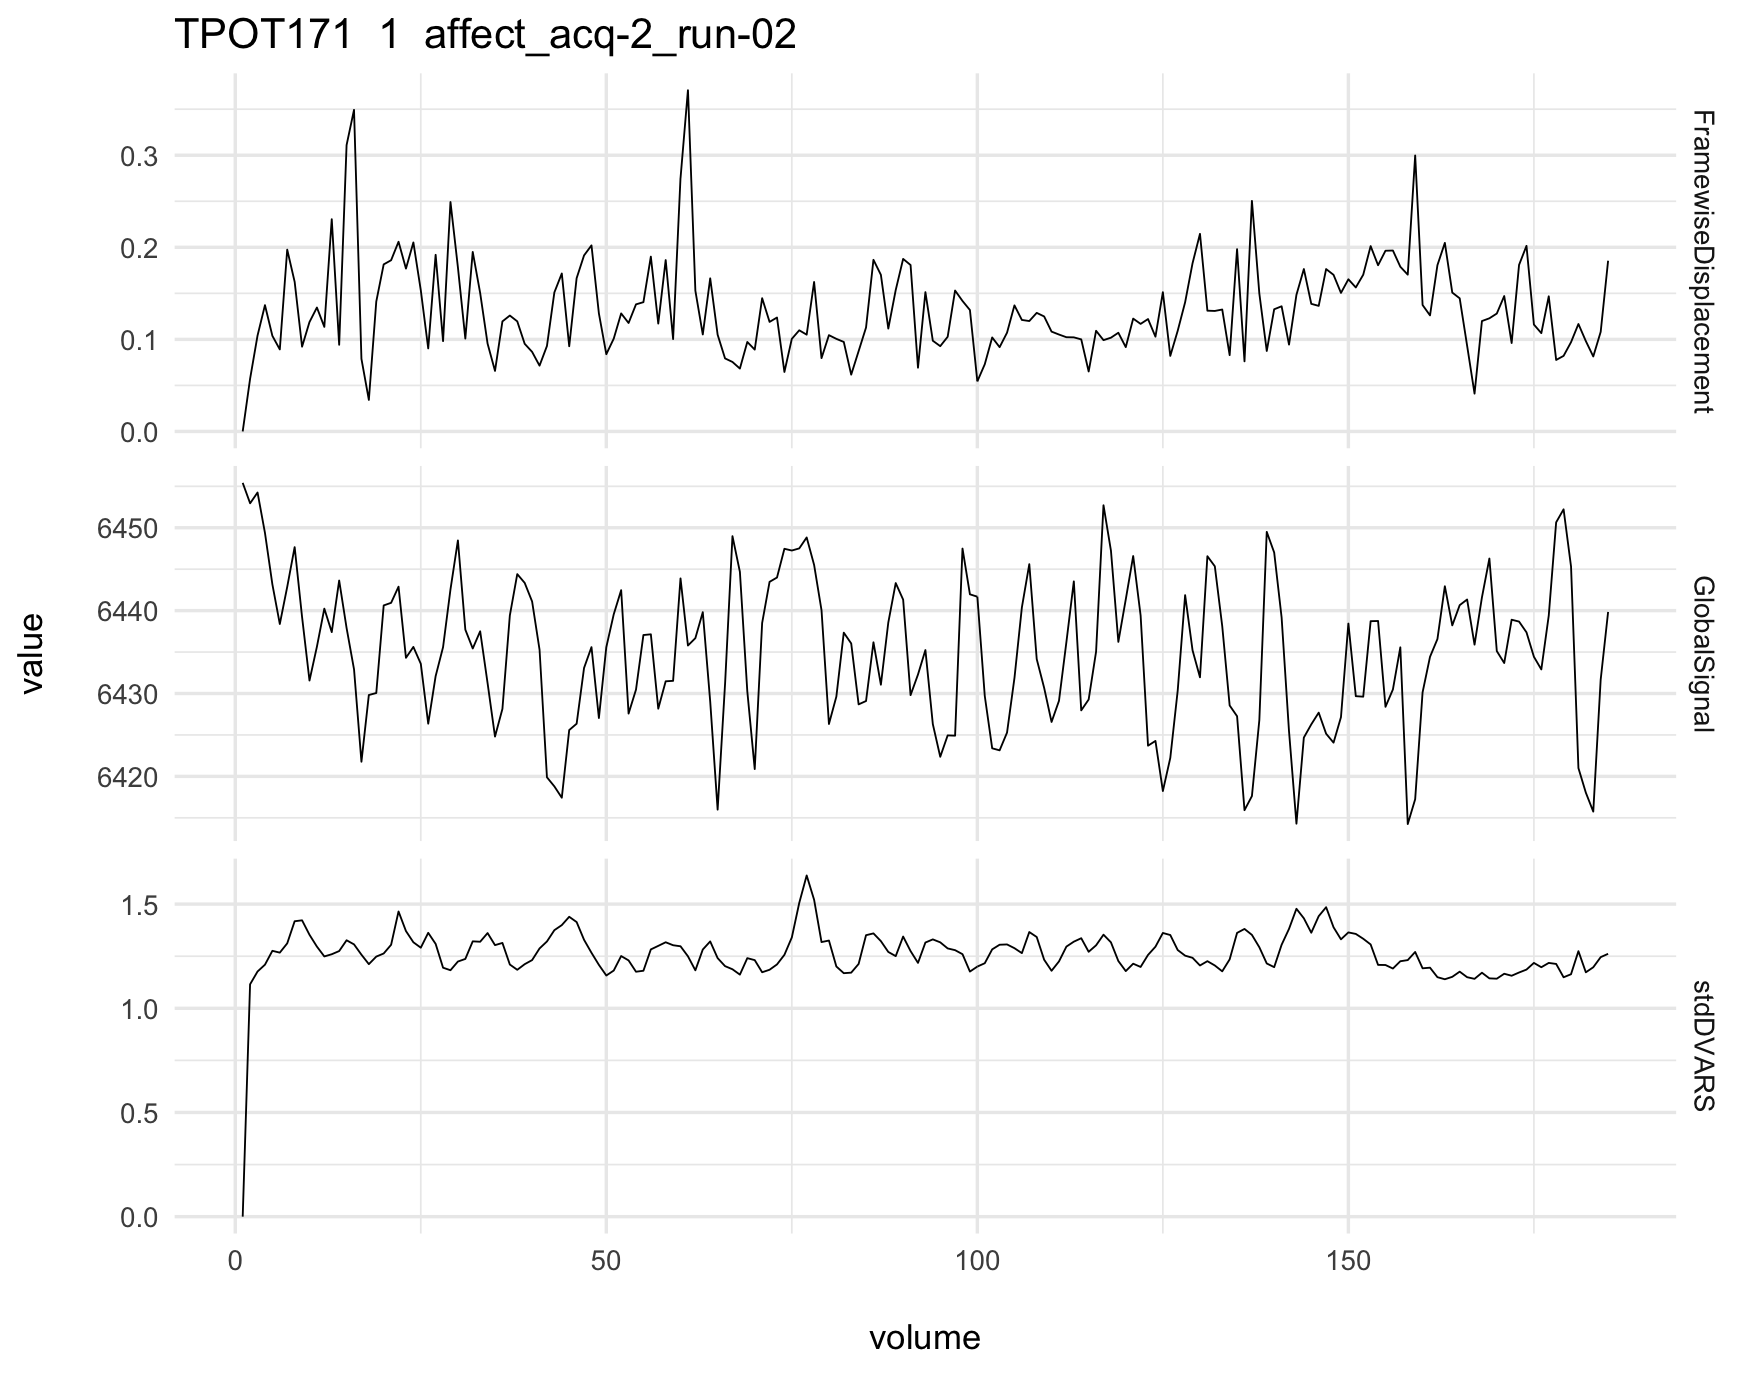 TPOT171  1  affect_acq-2_run-02
value
0.3
0.2
0.1
0.0
FramewiseDisplacement
6450
6440
6430
6420
GlobalSignal
1.5
1.0
0.5
0.0
stdDVARS
0 50 100 150
volume